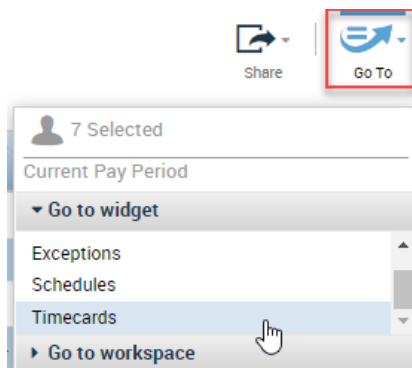 Share
Go To
7 Selected
Current Pay Period
Go to widget
Exceptions
Schedules
Timecards
Go to workspace